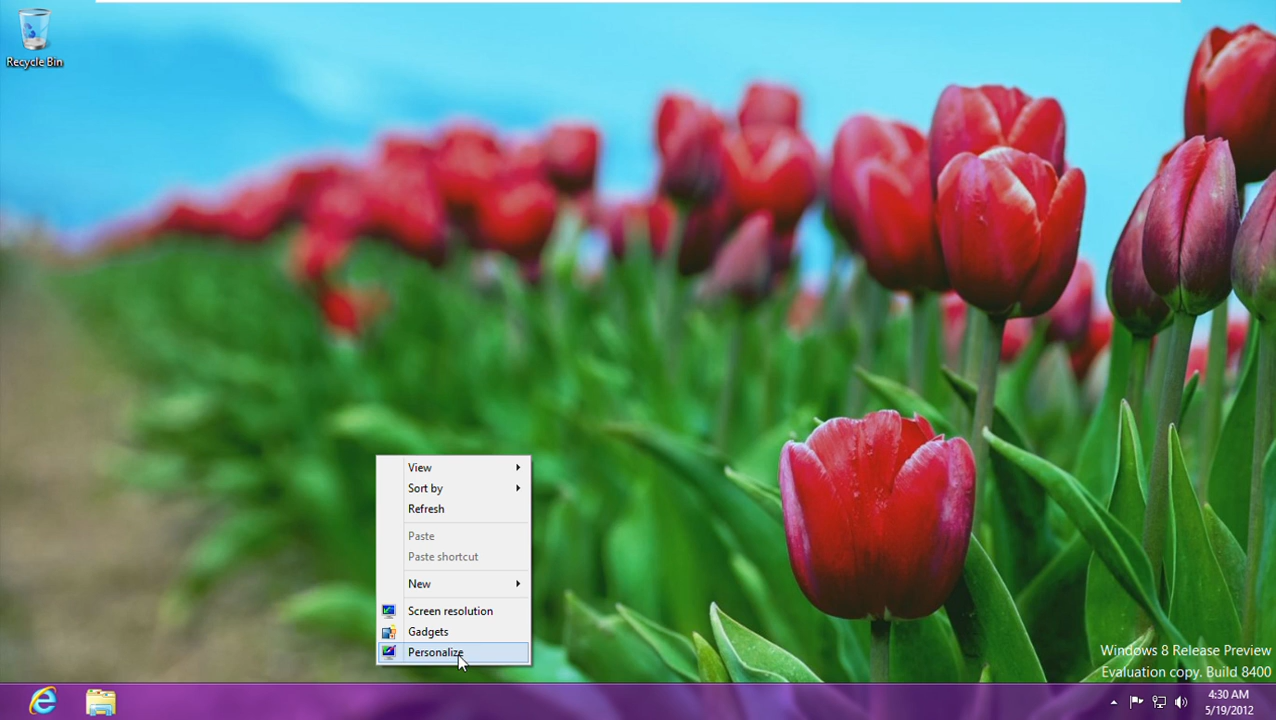 Recycle Bin
View
Sort by
Refresh
Paste
Paste shortcut
New
Screen resolution
Gadgets
Personalize
Windows 8 Release Preview
Evaluation copy. Build 8400
4:30 AM
5/19/2012